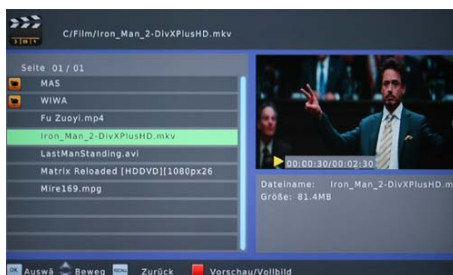 C/Film/Iron_Man_2-DivXPlusHD.mkv
Seite 01/01
MAS
WIWA
Fu Zuoyi.mp4
Iron_Man_2-DivXPlusHD.mkv
LastManStanding.avi
Matrix Reloaded [HDDVD][1080px26
Mire169.mpg
00:00:30/00:02:30
Dateiname: Iron_Man_2-DivXPlusHD.m
Größe: 81.4MB
OK Auswä Beweg RECALL Zurück Vorschau/Vollbild